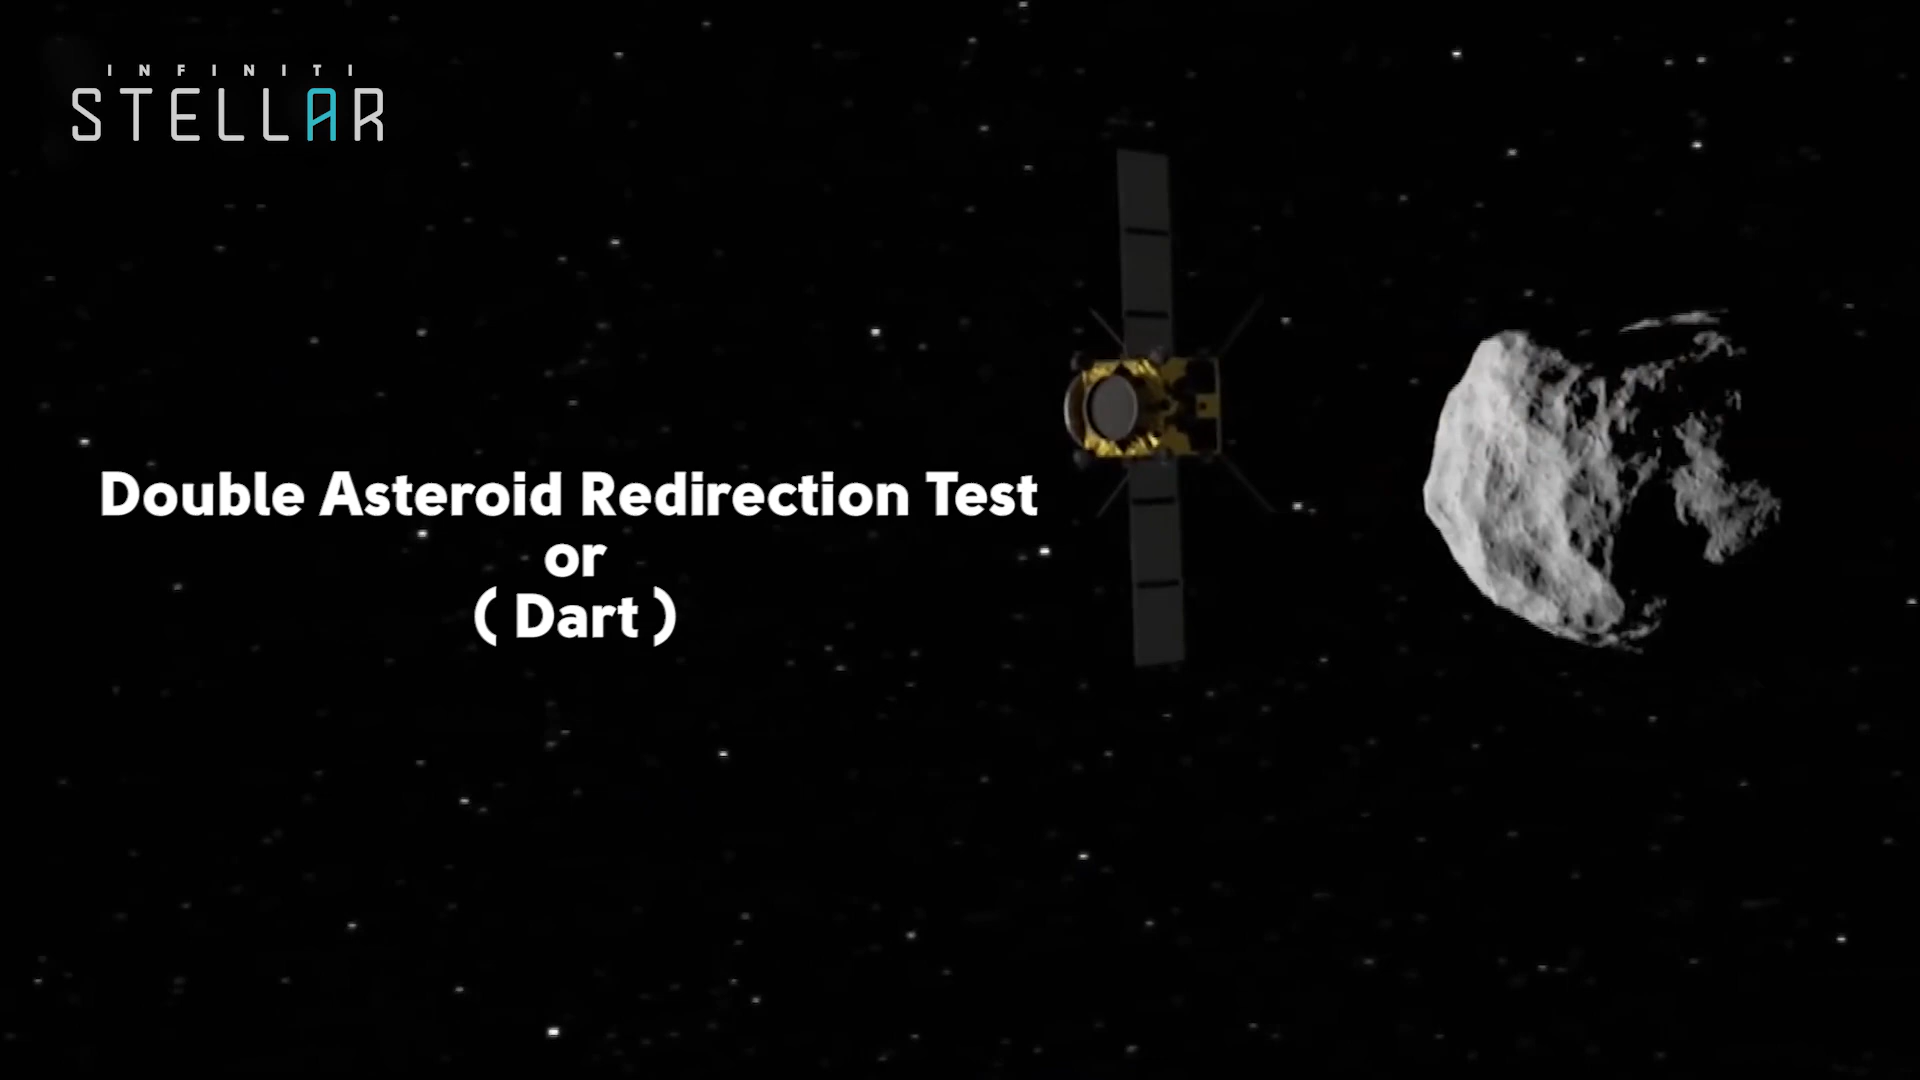 INFINITI
STELLAR
Double Asteroid Redirection Test
or
( Dart )